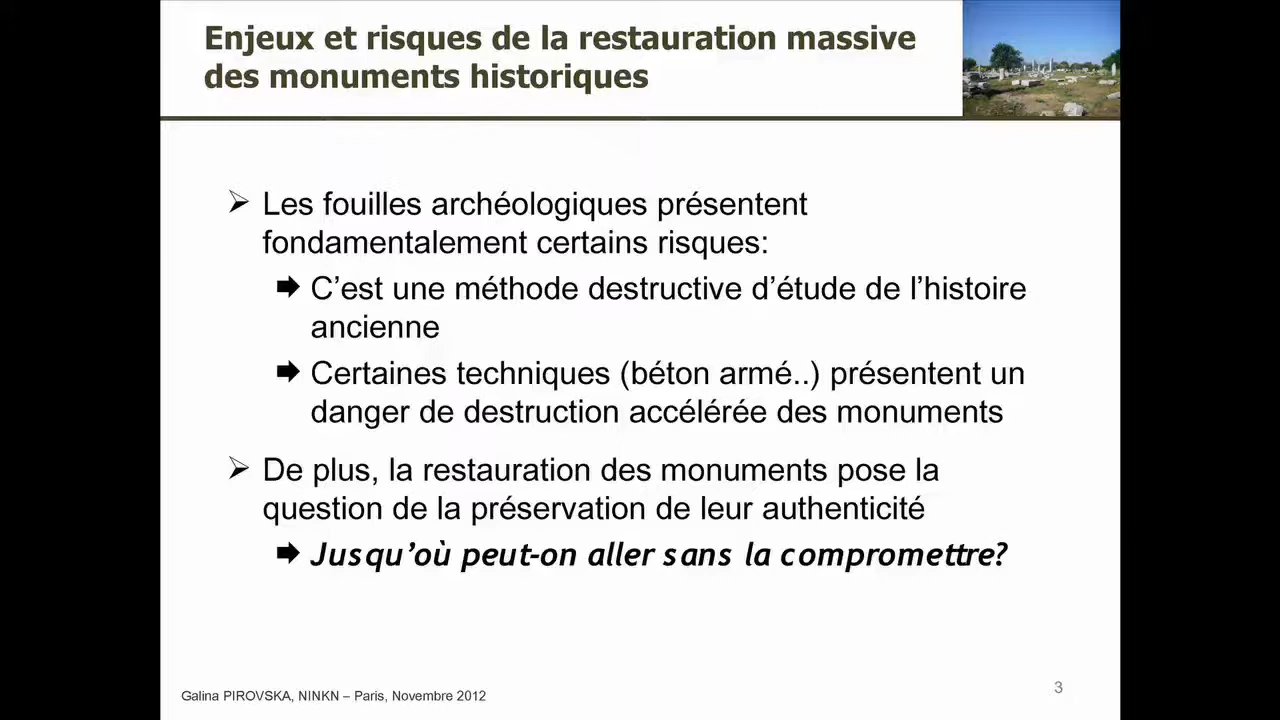 Enjeux et risques de la restauration massive
des monuments historiques
Les fouilles archéologiques présentent
fondamentalement certains risques:
C’est une méthode destructive d’étude de l’histoire
ancienne
Certaines techniques (béton armé..) présentent un
danger de destruction accélérée des monuments
De plus, la restauration des monuments pose la
question de la préservation de leur authenticité
Jusqu’où peut-on aller sans la compromettre?
Galina PIROVSKA, NINKN – Paris, Novembre 2012
3